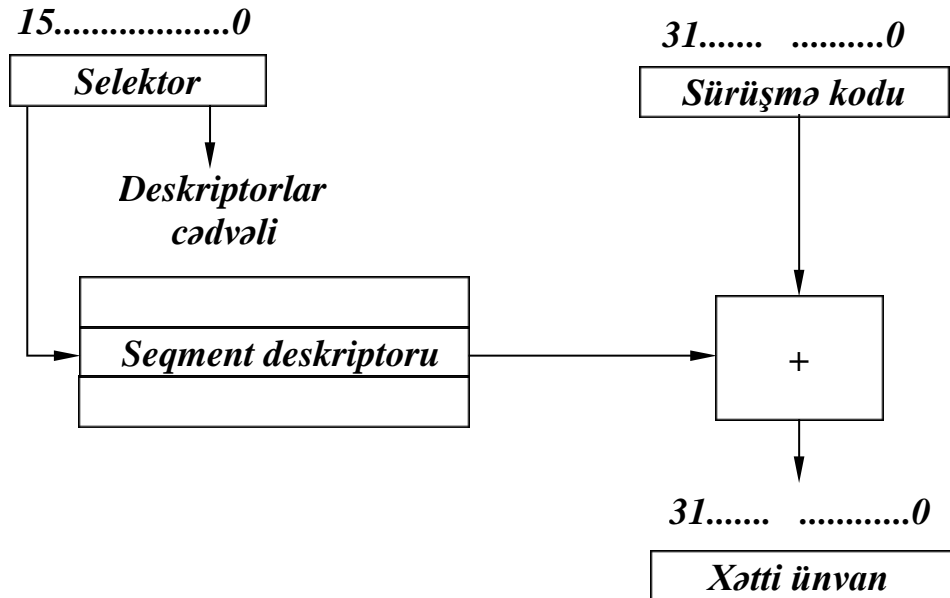 15...................0
31....... ..........0
Selektor
Sürüşmə kodu
Deskriptorlar
cədvəli
Seqment deskriptoru
+
31....... ............0
Xətti ünvan